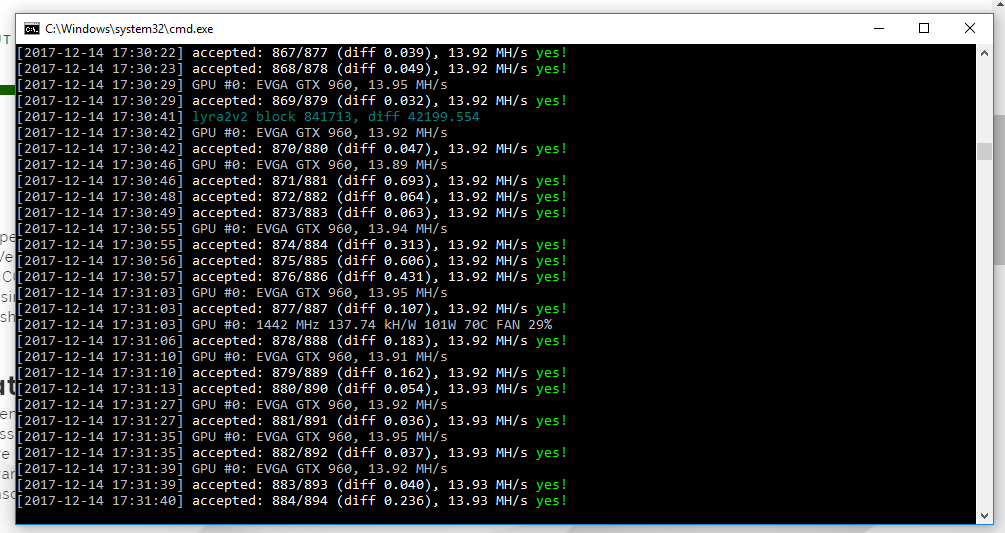 C:\Windows\system32\cmd.exe
[2017-12-14 17:30:22] accepted: 867/877 (diff 0.039), 13.92 MH/s yes!
[2017-12-14 17:30:23] accepted: 868/878 (diff 0.049), 13.92 MH/s yes!
[2017-12-14 17:30:29] GPU #0: EVGA GTX 960, 13.95 MH/s
[2017-12-14 17:30:29] accepted: 869/879 (diff 0.032), 13.92 MH/s yes!
[2017-12-14 17:30:41] lyra2v2 block 841713, diff 42199.554
[2017-12-14 17:30:42] GPU #0: EVGA GTX 960, 13.92 MH/s
[2017-12-14 17:30:42] accepted: 870/880 (diff 0.047), 13.92 MH/s yes!
[2017-12-14 17:30:46] GPU #0: EVGA GTX 960, 13.89 MH/s
[2017-12-14 17:30:46] accepted: 871/881 (diff 0.693), 13.92 MH/s yes!
[2017-12-14 17:30:48] accepted: 872/882 (diff 0.064), 13.92 MH/s yes!
[2017-12-14 17:30:49] accepted: 873/883 (diff 0.063), 13.92 MH/s yes!
[2017-12-14 17:30:55] GPU #0: EVGA GTX 960, 13.94 MH/s
[2017-12-14 17:30:55] accepted: 874/884 (diff 0.313), 13.92 MH/s yes!
[2017-12-14 17:30:56] accepted: 875/885 (diff 0.606), 13.92 MH/s yes!
[2017-12-14 17:30:57] accepted: 876/886 (diff 0.431), 13.92 MH/s yes!
[2017-12-14 17:31:03] GPU #0: EVGA GTX 960, 13.95 MH/s
[2017-12-14 17:31:03] accepted: 877/887 (diff 0.107), 13.92 MH/s yes!
[2017-12-14 17:31:03] GPU #0: 1442 MHz 137.74 kH/W 101W 70C FAN 29%
[2017-12-14 17:31:06] accepted: 878/888 (diff 0.183), 13.92 MH/s yes!
[2017-12-14 17:31:10] GPU #0: EVGA GTX 960, 13.91 MH/s
[2017-12-14 17:31:10] accepted: 879/889 (diff 0.162), 13.92 MH/s yes!
[2017-12-14 17:31:13] accepted: 880/890 (diff 0.054), 13.93 MH/s yes!
[2017-12-14 17:31:27] GPU #0: EVGA GTX 960, 13.92 MH/s
[2017-12-14 17:31:27] accepted: 881/891 (diff 0.036), 13.93 MH/s yes!
[2017-12-14 17:31:35] GPU #0: EVGA GTX 960, 13.95 MH/s
[2017-12-14 17:31:35] accepted: 882/892 (diff 0.037), 13.93 MH/s yes!
[2017-12-14 17:31:39] GPU #0: EVGA GTX 960, 13.92 MH/s
[2017-12-14 17:31:39] accepted: 883/893 (diff 0.040), 13.93 MH/s yes!
[2017-12-14 17:31:40] accepted: 884/894 (diff 0.236), 13.93 MH/s yes!